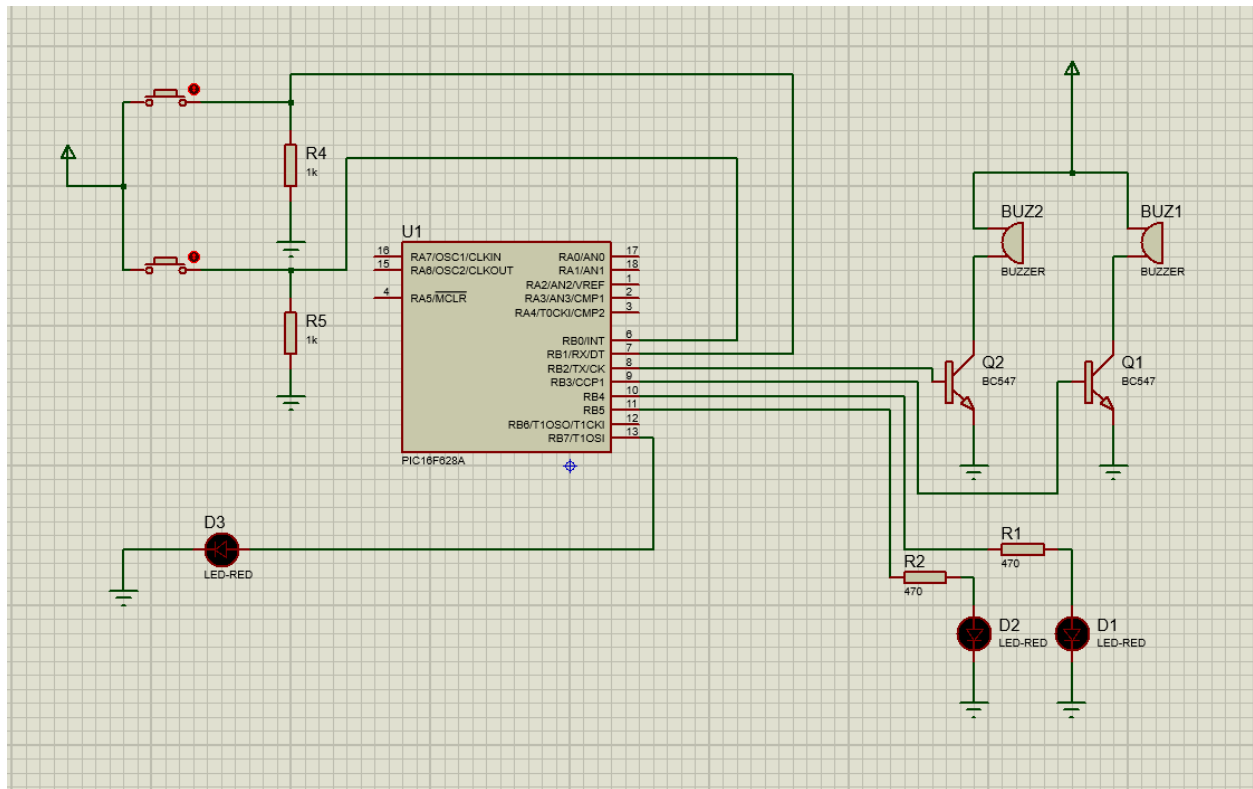 R4
1k
R5
1k
U1
16
15
4
RA7/OSC1/CLKIN
RA6/OSC2/CLKOUT
RA5/MCLR
RA0/AN0
RA1/AN1
RA2/AN2/VREF
RA3/AN3/CMP1
RA4/T0CKI/CMP2
RB0/INT
RB1/RX/DT
RB2/TX/CK
RB3/CCP1
RB4
RB5
RB6/T1OSO/T1CKI
RB7/T1OSI
17
18
1
2
3
6
7
8
9
10
11
12
13
PIC16F628A
BUZ2
BUZZER
BUZ1
BUZZER
Q2
BC547
Q1
BC547
D3
LED-RED
R1
470
R2
470
D2
LED-RED
D1
LED-RED